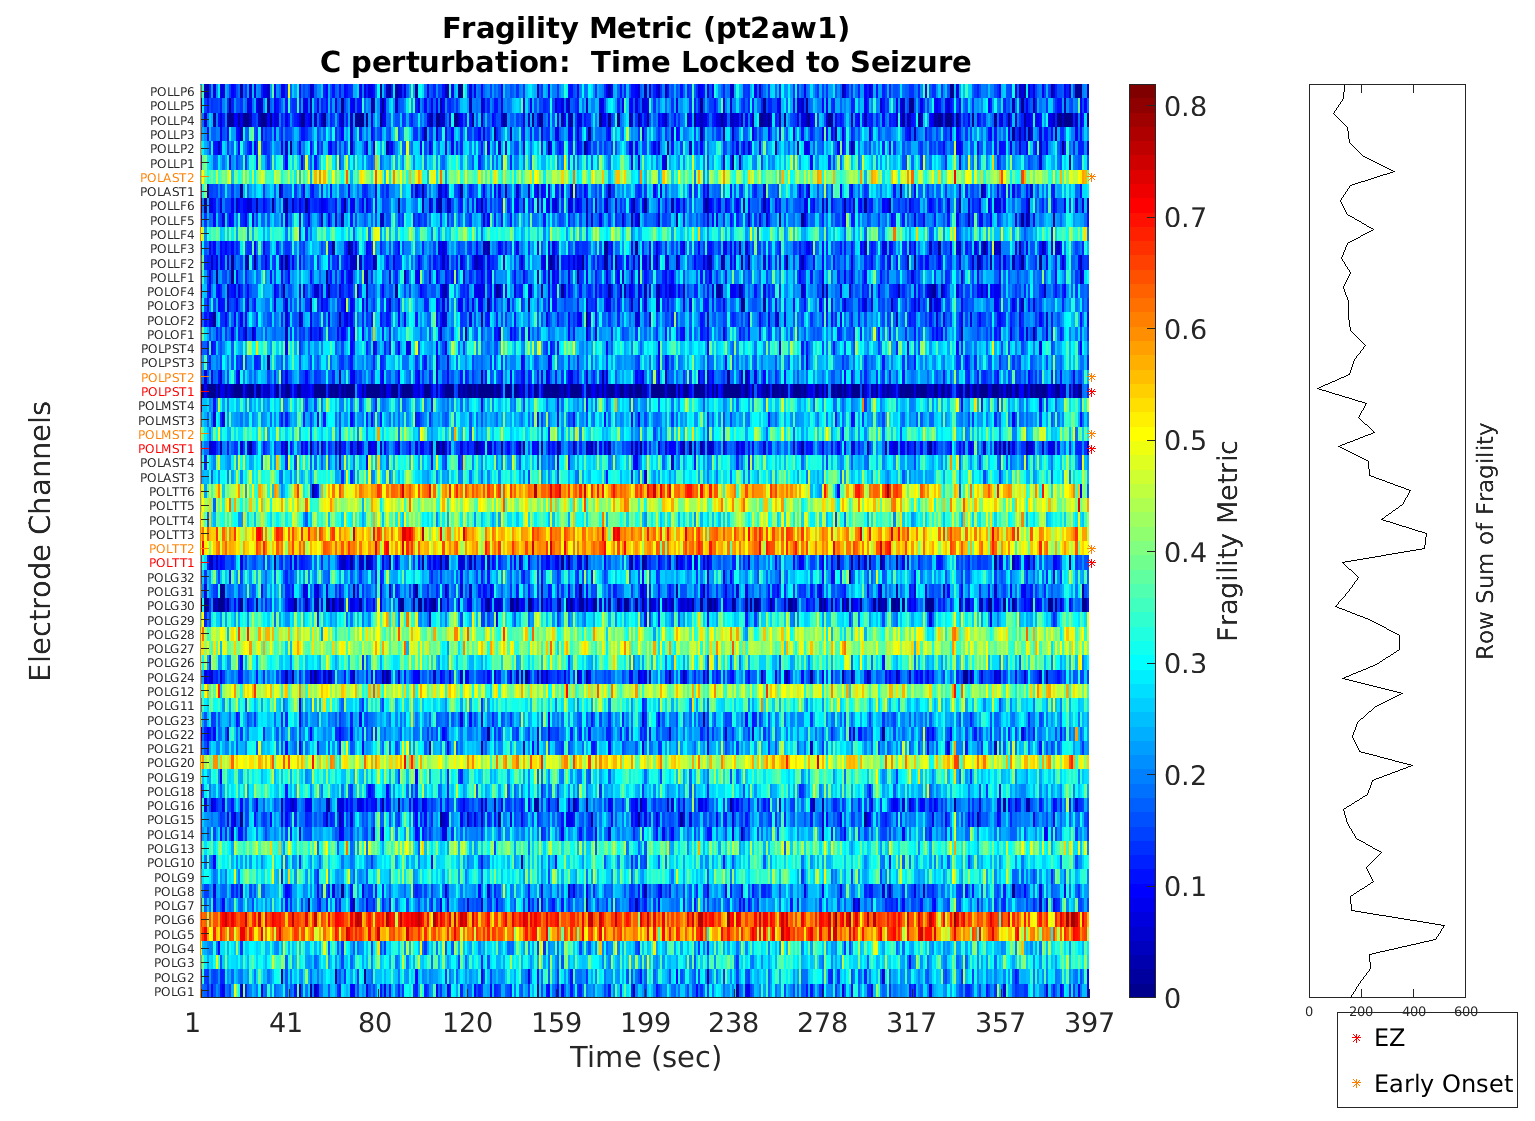 Fragility Metric (pt2aw1)
C perturbation:  Time Locked to Seizure
Electrode Channels
POLLP6
POLLP5
POLLP4
POLLP3
POLLP2
POLLP1
POLAST2
POLAST1
POLLF6
POLLF5
POLLF4
POLLF3
POLLF2
POLLF1
POLOF4
POLOF3
POLOF2
POLOF1
POLPST4
POLPST3
POLPST2
POLPST1
POLMST4
POLMST3
POLMST2
POLMST1
POLAST4
POLAST3
POLTT6
POLTT5
POLTT4
POLTT3
POLTT2
POLTT1
POLG32
POLG31
POLG30
POLG29
POLG28
POLG27
POLG26
POLG24
POLG12
POLG11
POLG23
POLG22
POLG21
POLG20
POLG19
POLG18
POLG16
POLG15
POLG14
POLG13
POLG10
POLG9
POLG8
POLG7
POLG6
POLG5
POLG4
POLG3
POLG2
POLG1
1 41 80 120 159 199 238 278 317 357 397
Time (sec)
0.8
0.7
0.6
0.5
0.4
0.3
0.2
0.1
0
Fragility Metric
0 200 400 600
Row Sum of Fragility
EZ
Early Onset